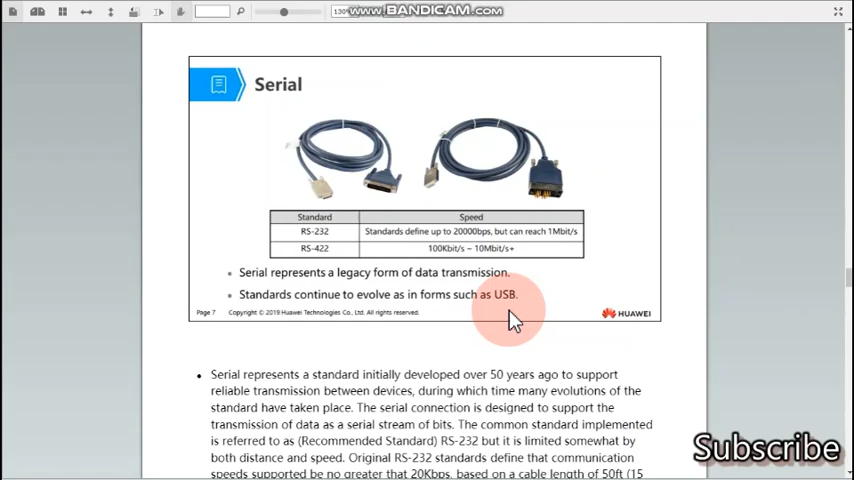 130%
www.BANDICAM.com
Serial
Standard Speed
RS-232 Standards define up to 20000bps, but can reach 1Mbit/s
RS-422 100Kbit/s ~ 10Mbit/s+
• Serial represents a legacy form of data transmission.
• Standards continue to evolve as in forms such as USB.
Page 7 Copyright © 2019 Huawei Technologies Co., Ltd. All rights reserved. HUAWEI
• Serial represents a standard initially developed over 50 years ago to support
reliable transmission between devices, during which time many evolutions of the
standard have taken place. The serial connection is designed to support the
transmission of data as a serial stream of bits. The common standard implemented
is referred to as (Recommended Standard) RS-232 but it is limited somewhat by
both distance and speed. Original RS-232 standards define that communication
speeds supported be no greater that 20Kbps, based on a cable length of 50ft (15
Subscribe